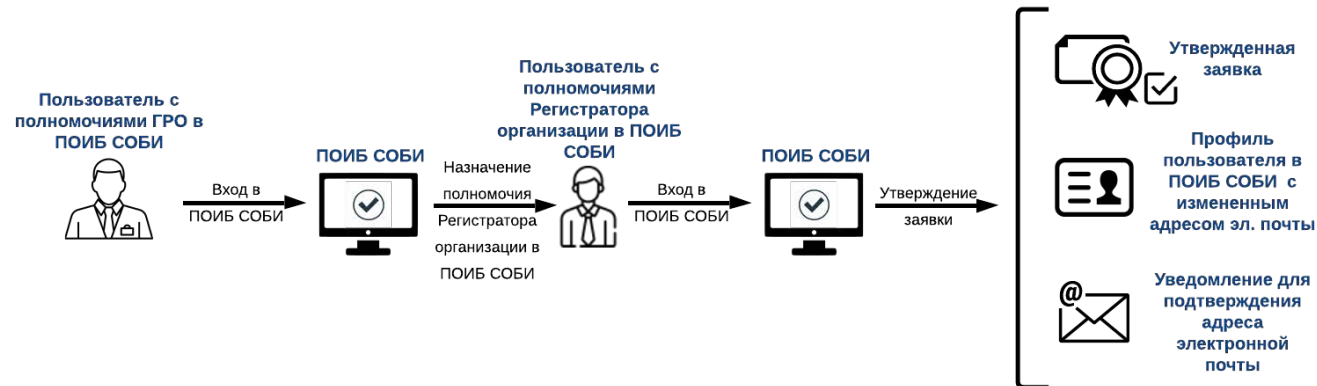 Пользователь с
полномочиями ГРО в
ПОИБ СОБИ
Вход в
ПОИБ СОБИ
ПОИБ СОБИ
Назначение
полномочия
Регистратора
организации в
ПОИБ СОБИ
Пользователь с
полномочиями
Регистратора
организации в ПОИБ
СОБИ
Вход в
ПОИБ СОБИ
ПОИБ СОБИ
Утверждение
заявки
Утвержденная
заявка
Профиль
пользователя в
ПОИБ СОБИ с
измененным
адресом эл. почты
@
Уведомление для
подтверждения
адреса
электронной
почты